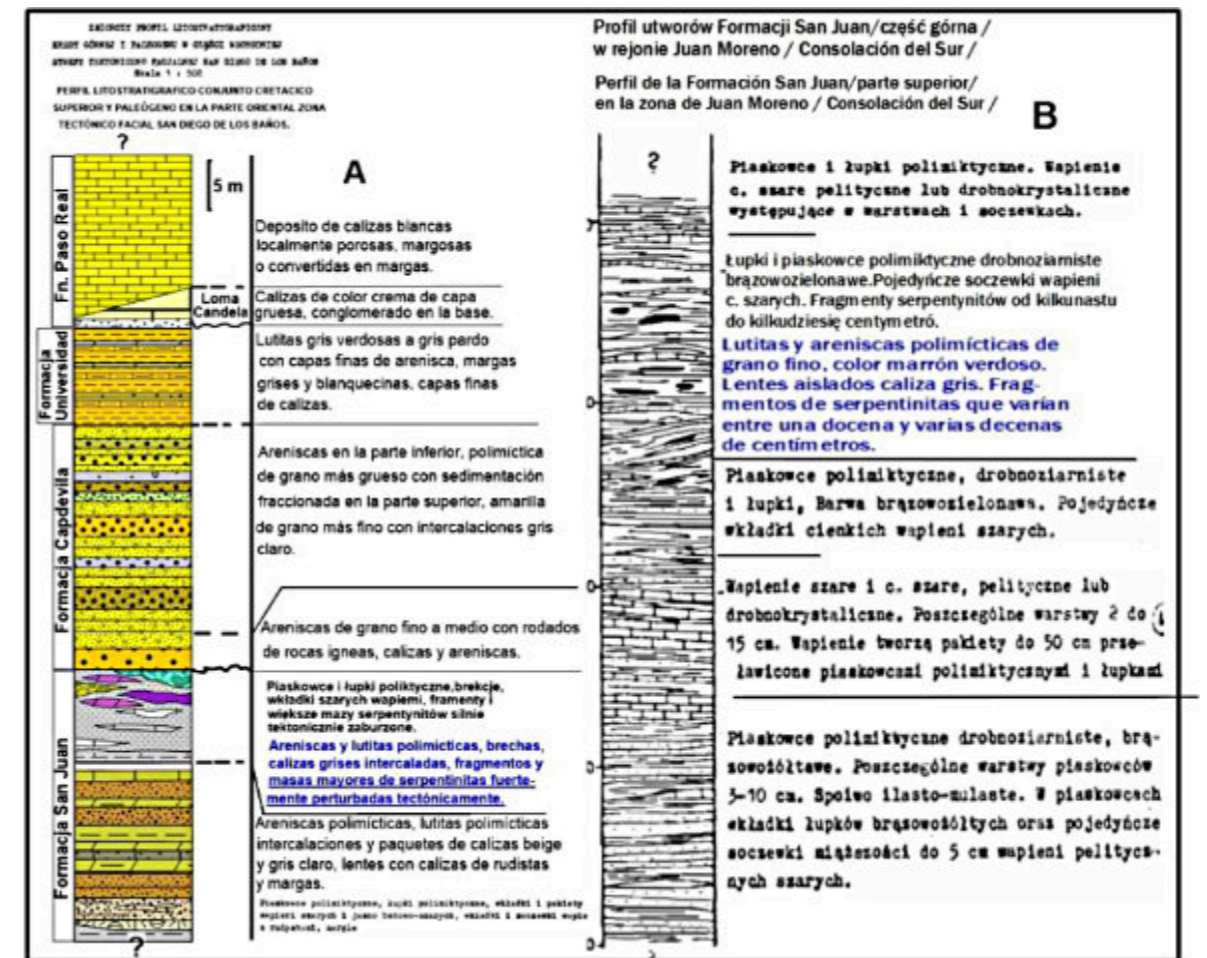 PERFIL LITOSTRATIGRAFICO CONJUNTO CRETACICO
SUPERIOR Y PALEÓGENO EN LA PARTE ORIENTAL ZONA
TECTÓNICO FACIAL SAN DIEGO DE LOS BAÑOS.
?
5 m
A
Fn. Paso Real
Deposito de calizas blancas
localmente porosas, margosas
o convertidas en margas.
Loma
Candela
Calizas de color crema de capa
gruesa, conglomerado en la base.
Formacja
Universidad
Lutitas gris verdosas a gris pardo
con capas finas de arenisca, margas
grises y blanquecinas, capas finas
de calizas.
Formacja Capdevila
Areniscas en la parte inferior, polimíctica
de grano más grueso con sedimentación
fraccionada en la parte superior, amarilla
de grano más fino con intercalaciones gris
claro.
Areniscas de grano fino a medio con rodados
de rocas igneas, calizas y areniscas.
Formacja San Juan
Piaskowce i łupki poliktyczne,brekcje,
wkładki szarych wapiemi, framenty i
większe mazy serpentynitów silnie
tektonicznie zaburzone.
Areniscas y lutitas polimicticas, brechas,
calizas grises intercaladas, fragmentos y
masas mayores de serpentinitas fuerte-
mente perturbadas tectónicamente.
Areniscas polimícticas, lutitas polimícticas
intercalaciones y paquetes de calizas beige
y gris claro, lentes con calizas de rudistas
y margas.
?
Profil utworów Formacji San Juan/część górna /
w rejonie Juan Moreno / Consolación del Sur /
Perfil de la Formación San Juan/parte superior/
en la zona de Juan Moreno / Consolación del Sur /
B
?
Piaskowce i łupki polimiktyczne. Wapienie
c. szare pelityczne lub drobnokrystaliczne
występujące w warstwach i soczewkach.
Łupki i piaskowce polimiktyczne drobnoziarniste
brązowozielonawe.Pojedyńcze soczewki wapieni
c. szarych. Fragmenty serpentynitów od kilkunastu
do kilkudziesię centymetró.
Lutitas y areniscas polimícticas de
grano fino, color marrón verdoso.
Lentes aislados caliza gris. Frag-
mentos de serpentinitas que varían
entre una docena y varias decenas
de centímetros.
Piaskowce polimiktyczne, drobnoziarniste
i łupki, Barwa brązowozielonawa. Pojedyńcze
wkładki cienkich wapieni szarych.
Wapienie szare i c. szare, pelityczne lub
drobnokrystaliczne. Poszczególne warstwy 2 do
15 cm. Wapienie tworzą pakiety do 50 cm prze-
ławicone piaskowcami polimiktycznymi i łupkami
Piaskowce polimiktyczne drobnoziarniste, brą-
zowożółtawe. Poszczególne warstwy piaskowców
3-10 cm. Spoiwo ilasto-mulaste. W piaskowcach
wkładki łupków brązowożółtych oraz pojedyńcze
soczewki miąższości do 5 cm wapieni pelitycz-
nych szarych.